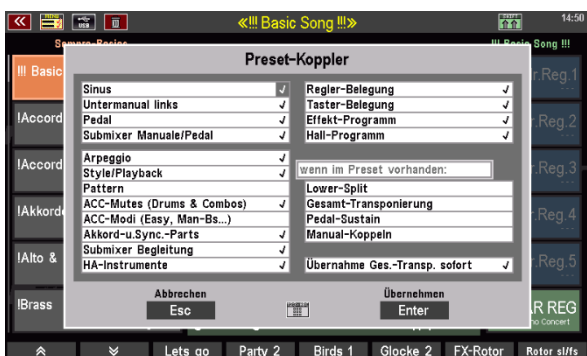 «!!! Basic Song !!!»
14:50
!!! Basic Song !!!
Preset-Koppler
!!! Basic
r.Reg.1
Sinus
Untermanual links
Pedal
Submixer Manuale/Pedal
Regler-Belegung
Taster-Belegung
Effekt-Programm
Hall-Programm
!Accord
r.Reg.2
Arpeggio
Style/Playback
Pattern
ACC-Mutes (Drums & Combos)
ACC-Modi (Easy, Man-Bs...)
Akkord-u.Sync.-Parts
Submixer Begleitung
HA-Instrumente
wenn im Preset vorhanden:
Lower-Split
Gesamt-Transponierung
Pedal-Sustain
Manual-Koppeln
Übernahme Ges.-Transp. sofort
!Accord
r.Reg.3
!Akkord
r.Reg.4
!Alto &
r.Reg.5
Abbrechen
Esc
Übernehmen
Enter
!Brass
R REG
no Concert
Lets go
Party 2
Birds 1
Glocke 2
FX-Rotor
Rotor sl/fs